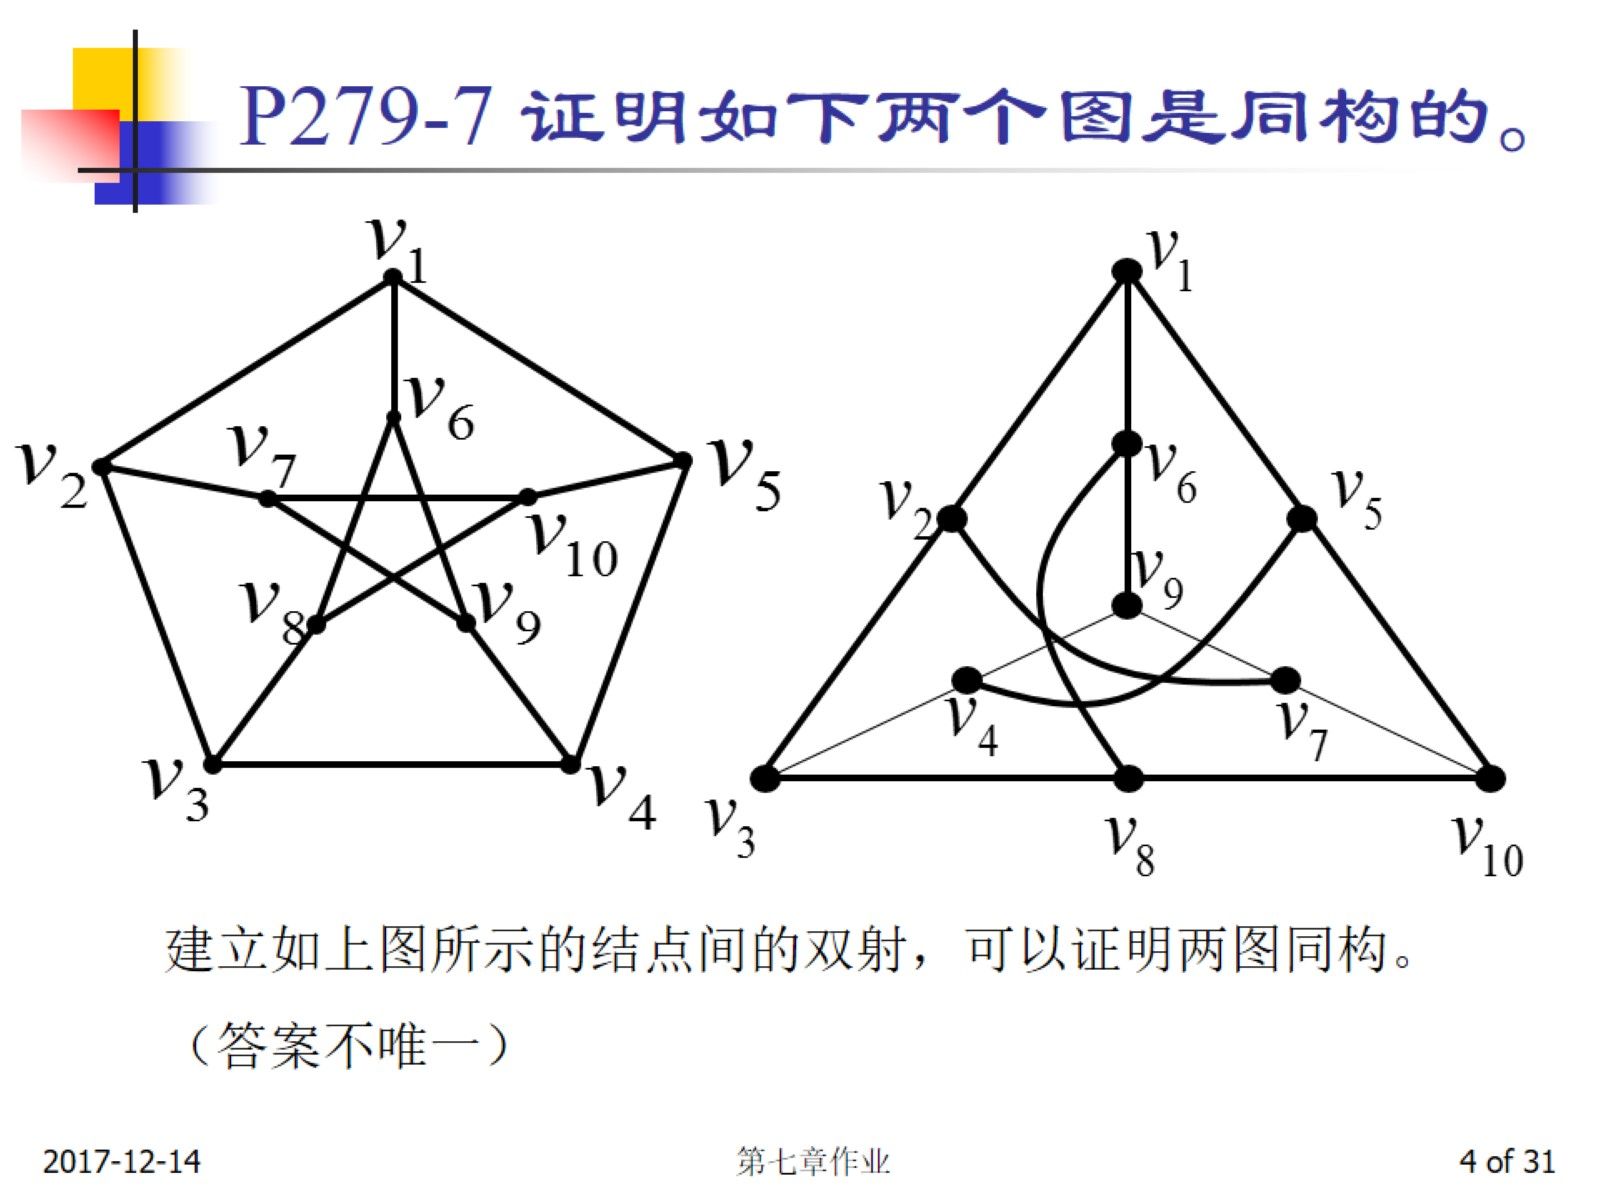 P279-7 证明如下两个图是同构的。
v1
v6
v2
v7
v5
v10
v8
v9
v3
v4
v1
v6
v2
v5
v9
v4
v7
v3
v8
v10
建立如上图所示的结点间的双射，可以证明两图同构。
（答案不唯一）
2017-12-14
第七章作业
4 of 31